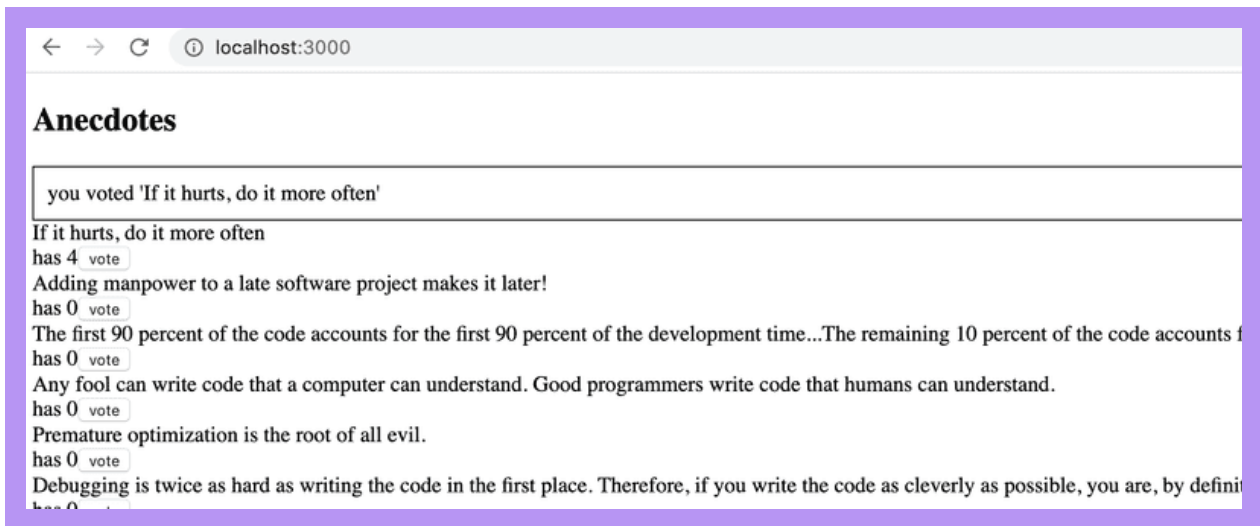 localhost:3000
Anecdotes
you voted 'If it hurts, do it more often'
If it hurts, do it more often
has 4 vote
Adding manpower to a late software project makes it later!
has 0 vote
The first 90 percent of the code accounts for the first 90 percent of the development time...The remaining 10 percent of the code accounts
has 0 vote
Any fool can write code that a computer can understand. Good programmers write code that humans can understand.
has 0 vote
Premature optimization is the root of all evil.
has 0 vote
Debugging is twice as hard as writing the code in the first place. Therefore, if you write the code as cleverly as possible, you are, by